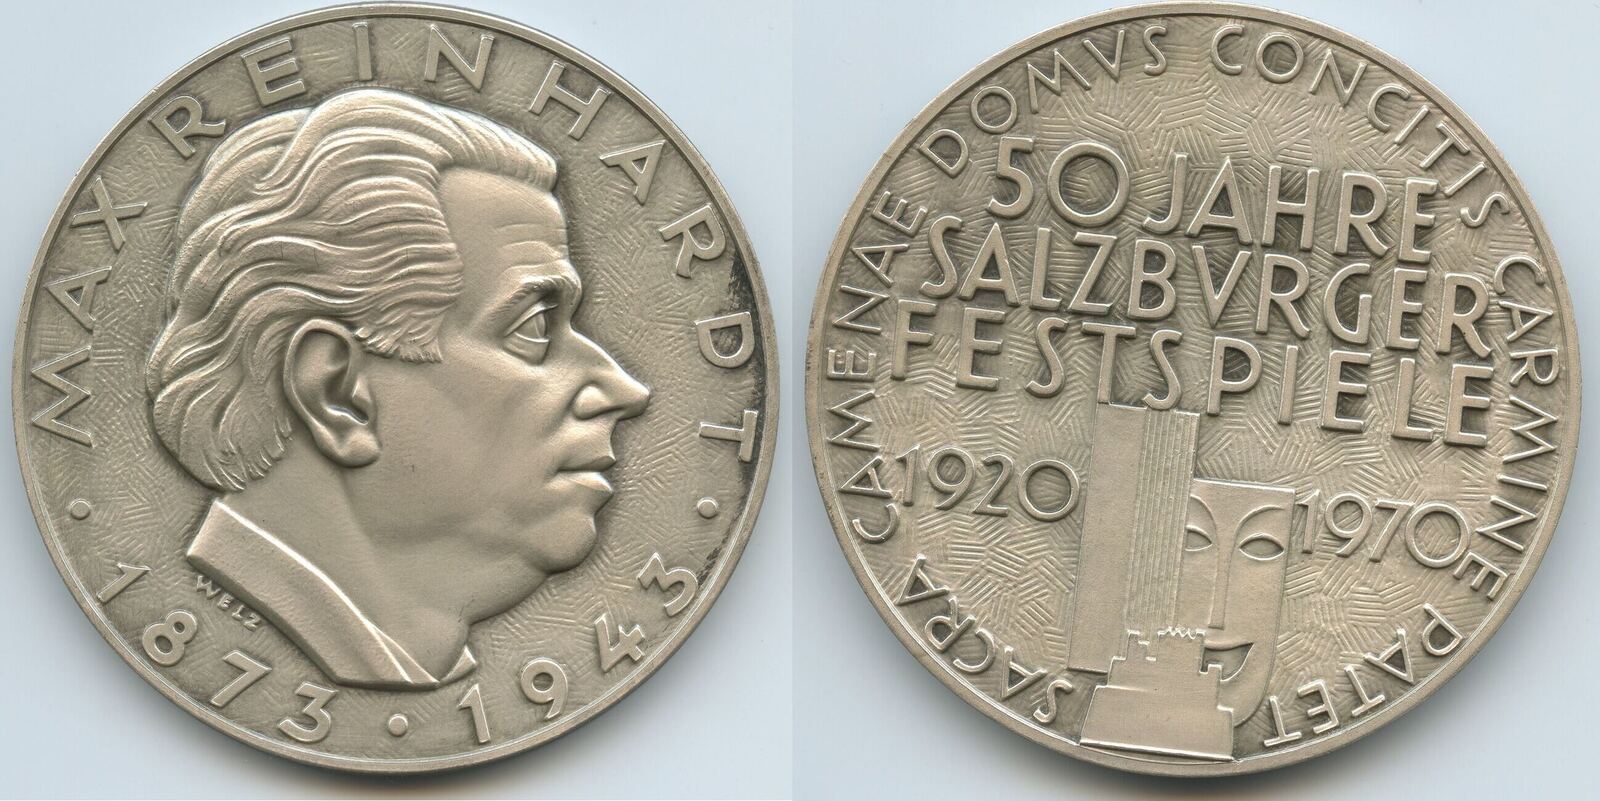 MAX REINHARDT
· 1873 · 1943 ·
WELZ
SACRA CAMENAE DOMVS CONCITIS CARMINE PATET
50 JAHRE
SALZBVRGER
FESTSPIELE
1920 1970